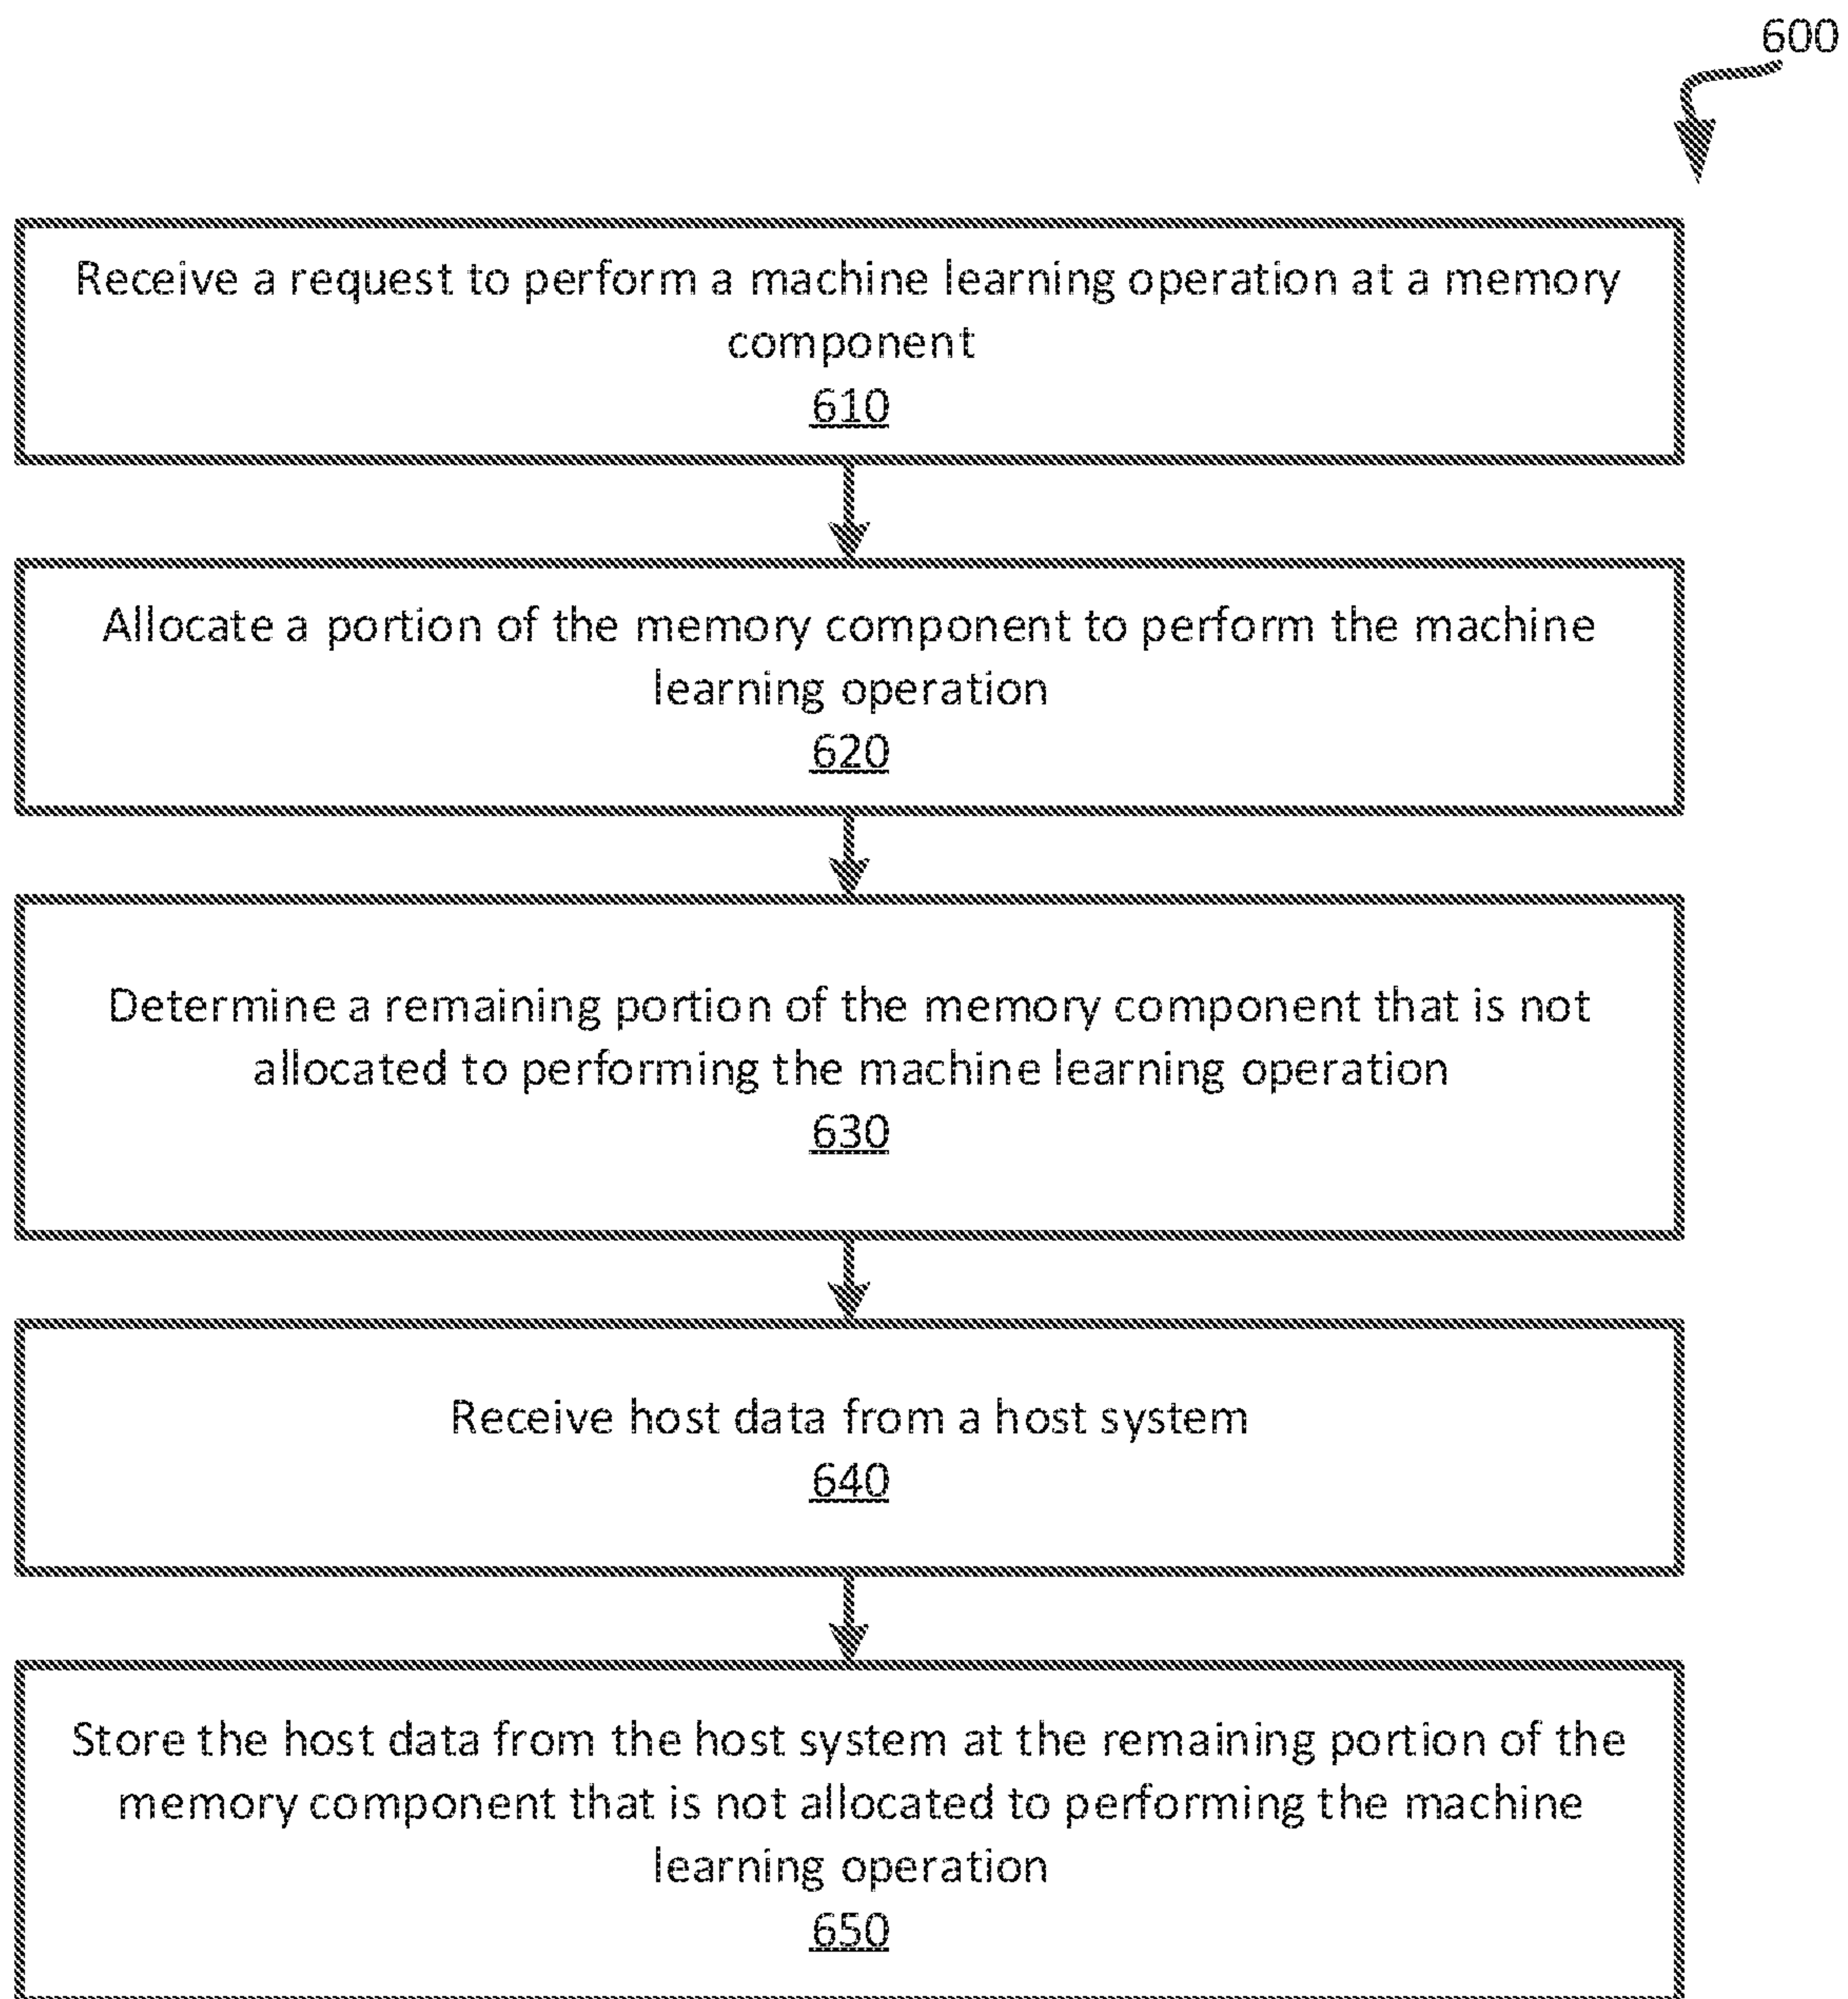 600
Receive a request to perform a machine learning operation at a memory
component
610
Allocate a portion of the memory component to perform the machine
learning operation
620
Determine a remaining portion of the memory component that is not
allocated to performing the machine learning operation
630
Receive host data from a host system
640
Store the host data from the host system at the remaining portion of the
memory component that is not allocated to performing the machine
learning operation
650